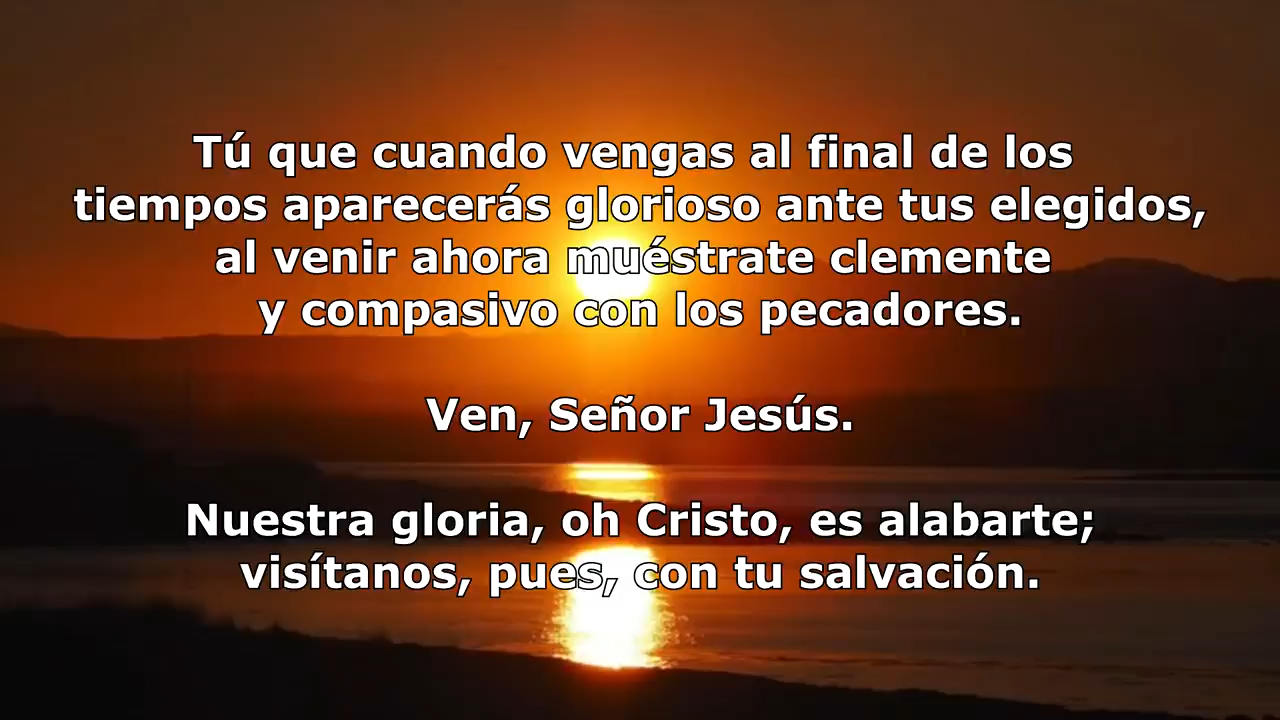 Tú que cuando vengas al final de los
tiempos aparecerás glorioso ante tus elegidos,
al venir ahora muéstrate clemente
y compasivo con los pecadores.
Ven, Señor Jesús.
Nuestra gloria, oh Cristo, es alabarte;
visítanos, pues, con tu salvación.